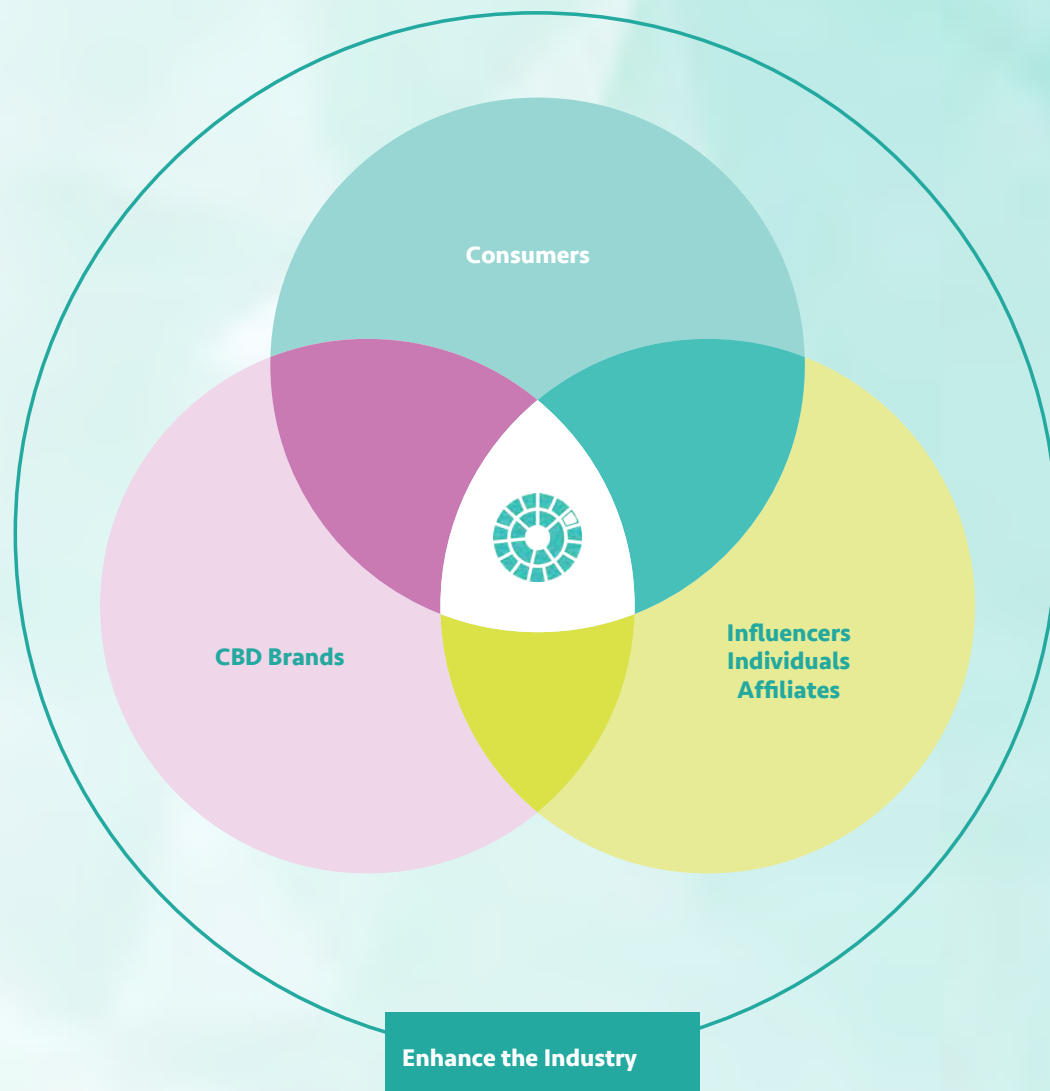 Consumers
CBD Brands
Influencers
Individuals
Affiliates
Enhance the Industry